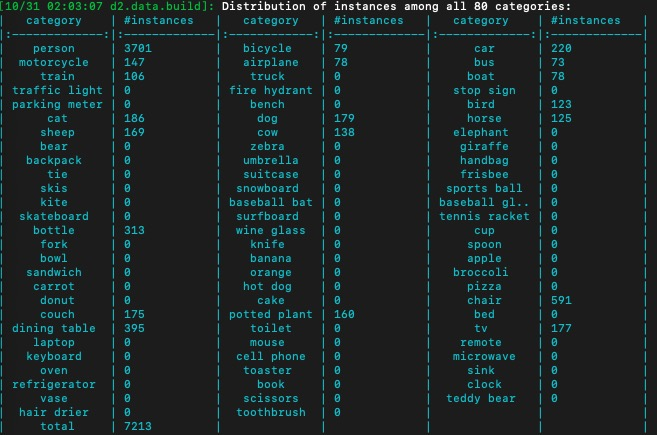 [10/31 02:03:07 d2.data.build]: Distribution of instances among all 80 categories:
| category | #instances | category | #instances | category | #instances |
|:-------------:|:-------------|:------------:|:-------------|:-------------:|:-------------|
| person | 3701 | bicycle | 79 | car | 220 |
| motorcycle | 147 | airplane | 78 | bus | 73 |
| train | 106 | truck | 0 | boat | 78 |
| traffic light | 0 | fire hydrant | 0 | stop sign | 0 |
| parking meter | 0 | bench | 0 | bird | 123 |
| cat | 186 | dog | 179 | horse | 125 |
| sheep | 169 | cow | 138 | elephant | 0 |
| bear | 0 | zebra | 0 | giraffe | 0 |
| backpack | 0 | umbrella | 0 | handbag | 0 |
| tie | 0 | suitcase | 0 | frisbee | 0 |
| skis | 0 | snowboard | 0 | sports ball | 0 |
| kite | 0 | baseball bat | 0 | baseball gl.. | 0 |
| skateboard | 0 | surfboard | 0 | tennis racket | 0 |
| bottle | 313 | wine glass | 0 | cup | 0 |
| fork | 0 | knife | 0 | spoon | 0 |
| bowl | 0 | banana | 0 | apple | 0 |
| sandwich | 0 | orange | 0 | broccoli | 0 |
| carrot | 0 | hot dog | 0 | pizza | 0 |
| donut | 0 | cake | 0 | chair | 591 |
| couch | 175 | potted plant | 160 | bed | 0 |
| dining table | 395 | toilet | 0 | tv | 177 |
| laptop | 0 | mouse | 0 | remote | 0 |
| keyboard | 0 | cell phone | 0 | microwave | 0 |
| oven | 0 | toaster | 0 | sink | 0 |
| refrigerator | 0 | book | 0 | clock | 0 |
| vase | 0 | scissors | 0 | teddy bear | 0 |
| hair drier | 0 | toothbrush | 0 | | |
| total | 7213 | | | | |